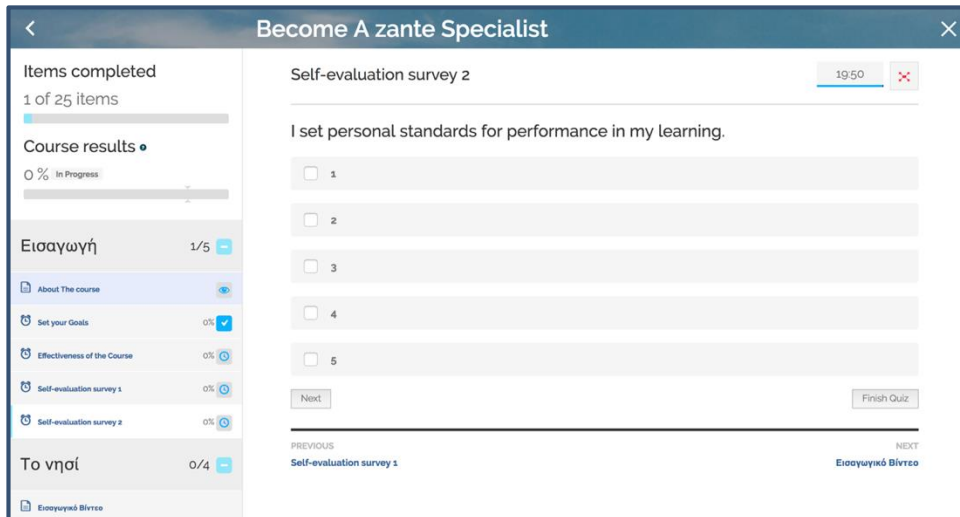 Become A zante Specialist
Items completed
1 of 25 items
Course results
0 % In Progress
Εισαγωγή 1/5
About The course
Set your Goals 0%
Effectiveness of the Course 0%
Self-evaluation survey 1 0%
Self-evaluation survey 2 0%
Το νησί 0/4
Εισαγωγικό Βίντεο
Self-evaluation survey 2 19:50
I set personal standards for performance in my learning.
1
2
3
4
5
Next Finish Quiz
PREVIOUS NEXT
Self-evaluation survey 1 Εισαγωγικό Βίντεο